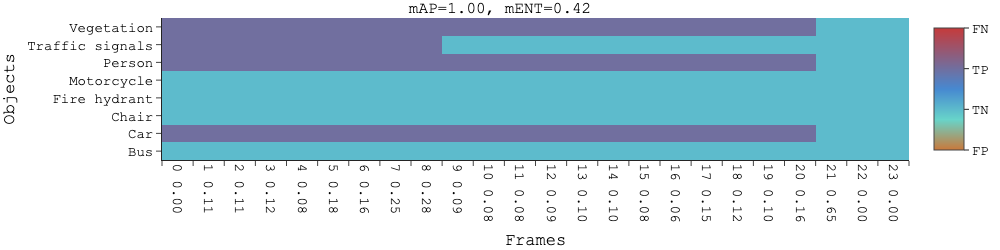 mAP=1.00, mENT=0.42
Objects
Vegetation
Traffic signals
Person
Motorcycle
Fire hydrant
Chair
Car
Bus
FN
TP
TN
FP
0 0.00
1 0.11
2 0.11
3 0.12
4 0.08
5 0.18
6 0.16
7 0.25
8 0.28
9 0.09
10 0.08
11 0.08
12 0.09
13 0.10
14 0.10
15 0.08
16 0.06
17 0.15
18 0.12
19 0.10
20 0.16
21 0.65
22 0.00
23 0.00
Frames